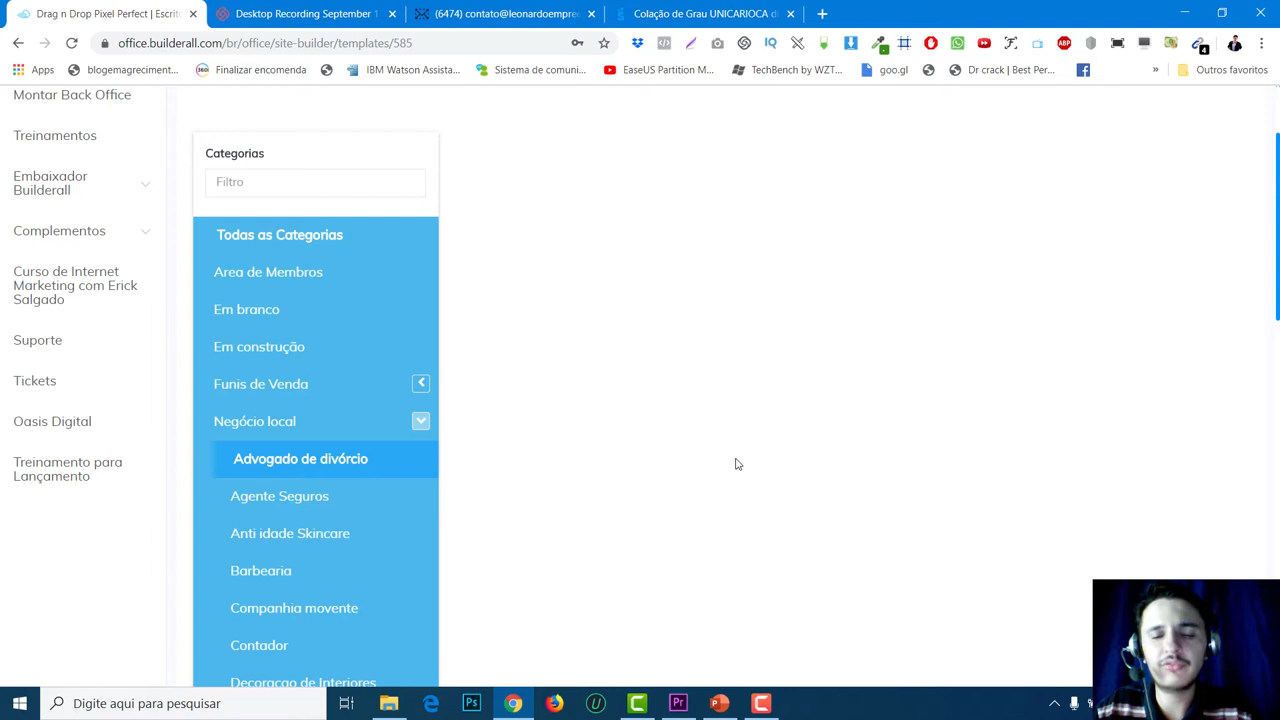 Drag n Drop Pixel Perfect | Escrit
Desktop Recording September 1
(6474) contato@leonardoempre
Colação de Grau UNICARIOCA d
office.builderall.com/br/office/site-builder/templates/585
Apps
blogemagreciment...
Finalizar encomenda
IBM Watson Assista...
Sistema de comuni...
EaseUS Partition M...
TechBench by WZT...
goo.gl
Dr crack | Best Per...
Outros favoritos
Montar Back Office
Treinamentos
Embaixador
Builderall
Complementos
Curso de Internet
Marketing com Erick
Salgado
Suporte
Tickets
Oasis Digital
Treinamento para
Lançamento
Categorias
Filtro
Todas as Categorias
Area de Membros
Em branco
Em construção
Funis de Venda
Negócio local
Advogado de divórcio
Agente Seguros
Anti idade Skincare
Barbearia
Companhia movente
Contador
Decoraçao de Interiores
Digite aqui para pesquisar